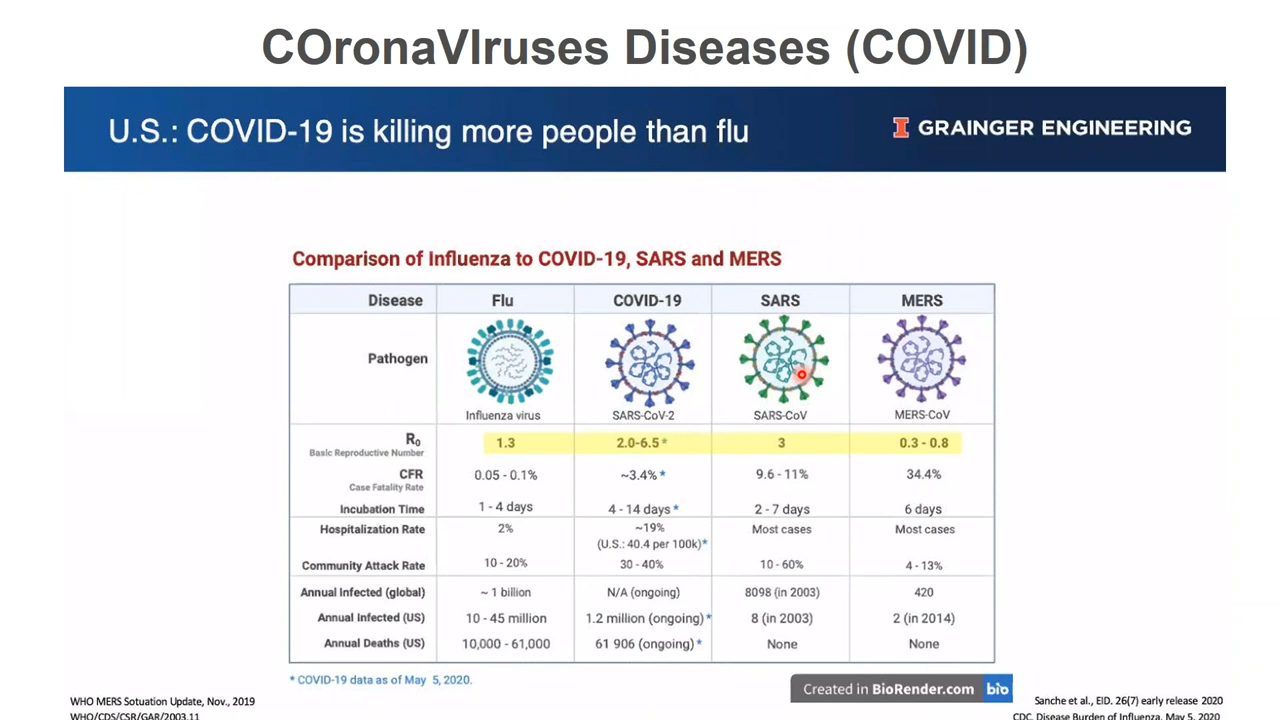 COronaVIruses Diseases (COVID)
U.S.: COVID-19 is killing more people than flu
I GRAINGER ENGINEERING
Comparison of Influenza to COVID-19, SARS and MERS
Disease Flu COVID-19 SARS MERS
Pathogen
Influenza virus SARS-CoV-2 SARS-CoV MERS-CoV
R0 1.3 2.0-6.5 * 3 0.3 - 0.8
Basic Reproductive Number
CFR 0.05 - 0.1% ~3.4% * 9.6 - 11% 34.4%
Case Fatality Rate
Incubation Time 1 - 4 days 4 - 14 days * 2 - 7 days 6 days
Hospitalization Rate 2% ~19% Most cases Most cases
(U.S.: 40.4 per 100k)*
Community Attack Rate 10 - 20% 30 - 40% 10 - 60% 4 - 13%
Annual Infected (global) ~ 1 billion N/A (ongoing) 8098 (in 2003) 420
Annual Infected (US) 10 - 45 million 1.2 million (ongoing) * 8 (in 2003) 2 (in 2014)
Annual Deaths (US) 10,000 - 61,000 61 906 (ongoing) * None None
* COVID-19 data as of May 5, 2020.
Created in BioRender.com bio
WHO MERS Sotuation Update, Nov., 2019
WHO/CDS/CSR/GAR/2003.11
Sanche et al., EID. 26(7) early release 2020
CDC, Disease Burden of Influenza, May 5, 2020